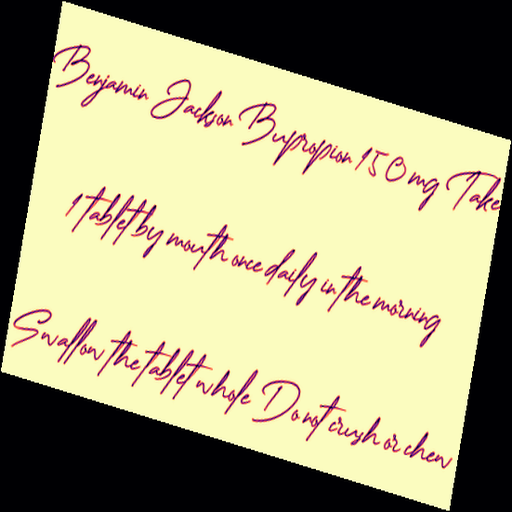 Benjamin Jackson Bupropion 150 mg Take
1 tablet by mouth once daily in the morning
Swallow the tablet whole Do not crush or chew